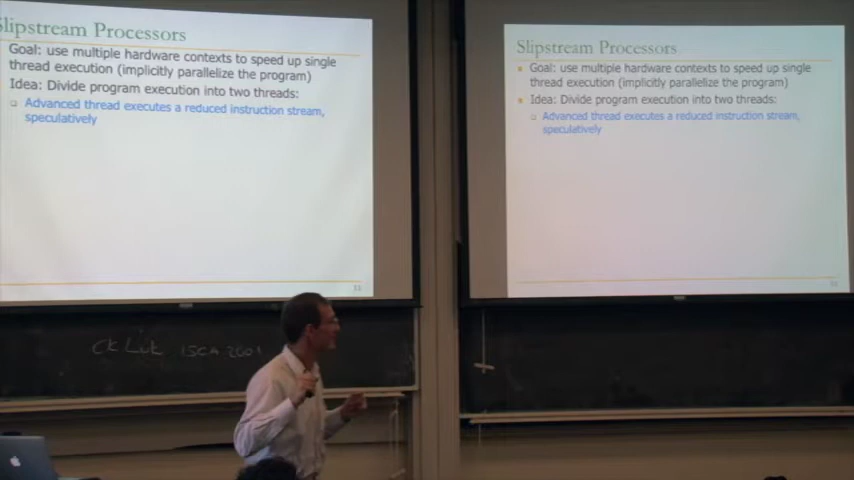 Slipstream Processors
Goal: use multiple hardware contexts to speed up single
thread execution (implicitly parallelize the program)
Idea: Divide program execution into two threads:
Advanced thread executes a reduced instruction stream,
speculatively
Slipstream Processors
Goal: use multiple hardware contexts to speed up single
thread execution (implicitly parallelize the program)
Idea: Divide program execution into two threads:
Advanced thread executes a reduced instruction stream,
speculatively
CK Luk ISCA 2001